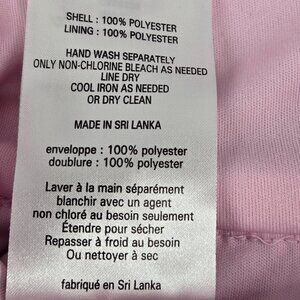 SHELL : 100% POLYESTER
LINING : 100% POLYESTER
HAND WASH SEPARATELY
ONLY NON-CHLORINE BLEACH AS NEEDED
LINE DRY
COOL IRON AS NEEDED
OR DRY CLEAN
MADE IN SRI LANKA
enveloppe : 100% polyester
doublure : 100% polyester
Laver à la main séparément
blanchir avec un agent
non chloré au besoin seulement
Étendre pour sécher
Repasser à froid au besoin
Ou nettoyer à sec
fabriqué en Sri Lanka